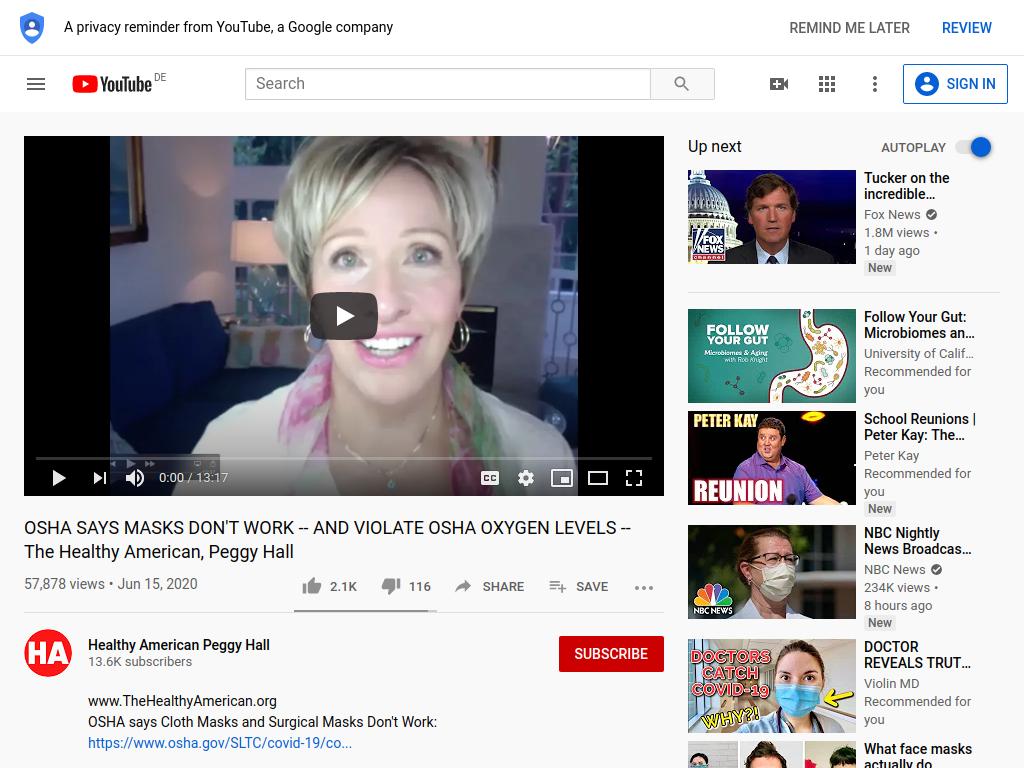 A privacy reminder from YouTube, a Google company
REMIND ME LATER
REVIEW
YouTube DE
Search
SIGN IN
0:00 / 13:17
CC
OSHA SAYS MASKS DON'T WORK -- AND VIOLATE OSHA OXYGEN LEVELS --
The Healthy American, Peggy Hall
57,878 views • Jun 15, 2020
2.1K
116
SHARE
SAVE
HA
Healthy American Peggy Hall
13.6K subscribers
SUBSCRIBE
www.TheHealthyAmerican.org
OSHA says Cloth Masks and Surgical Masks Don't Work:
https://www.osha.gov/SLTC/covid-19/co...
Up next
AUTOPLAY
FOX
NEWS
channel
Tucker on the
incredible…
Fox News
1.8M views •
1 day ago
New
FOLLOW
YOUR GUT
Microbiomes & Aging
with Rob Knight
Follow Your Gut:
Microbiomes an…
University of Calif…
Recommended for
you
PETER KAY
REUNION
School Reunions |
Peter Kay: The…
Peter Kay
Recommended for
you
New
NBC NEWS
NBC Nightly
News Broadcas…
NBC News
234K views •
8 hours ago
New
DOCTORS
CATCH
COVID-19
WHY?!
DOCTOR
REVEALS TRUT…
Violin MD
Recommended for
you
What face masks
actually do